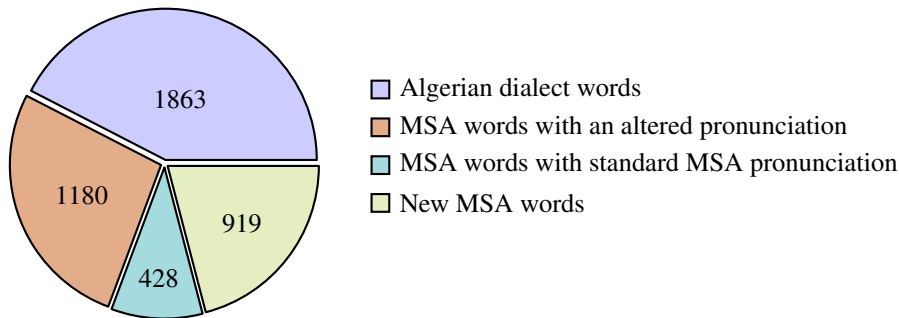 1863
1180
428
919
Algerian dialect words
MSA words with an altered pronunciation
MSA words with standard MSA pronunciation
New MSA words